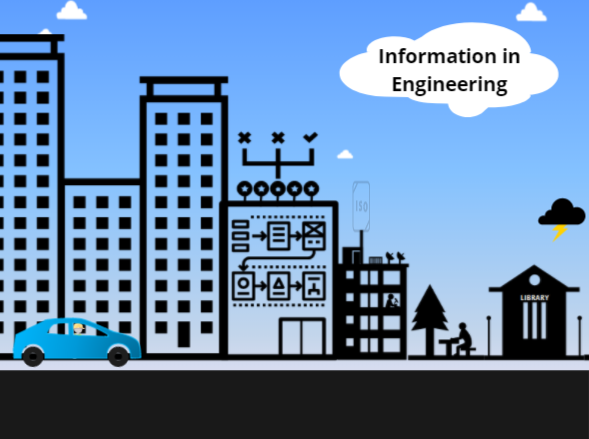 Information in
Engineering
ISO
LIBRARY